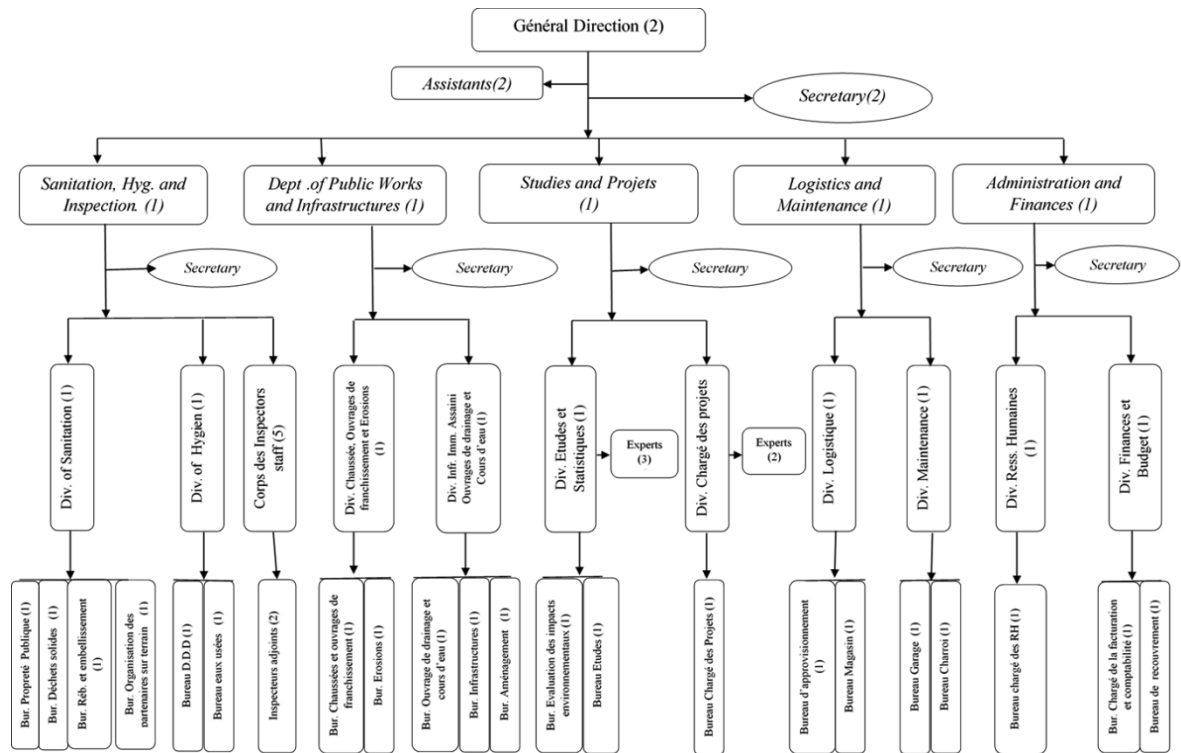 Général Direction (2)
Assistants(2)
Secretary(2)
Sanitation, Hyg. and
Inspection. (1)
Dept .of Public Works
and Infrastructures (1)
Studies and Projets
(1)
Logistics and
Maintenance (1)
Administration and
Finances (1)
Secretary
Secretary
Secretary
Secretary
Secretary
Div. of Sanitation (1)
Div. of Hygien (1)
Corps des Inspectors
staff (5)
Div. Chaussée, Ouvrages de
franchissement et Erosions
(1)
Div. Infr. Imm. Assaini
Ouvrages de drainage et
Cours d'eau (1)
Div. Etudes et
Statistiques (1)
Experts
(3)
Div. Chargé des projets
Experts
(2)
Div. Logistique (1)
Div. Maintenance (1)
Div. Ress. Humaines
(1)
Div. Finances et
Budget (1)
Bur. Propreté Publique (1)
Bur. Déchets solides (1)
Bur. Réb. et embellissement
(1)
Bur. Organisation des
partenaires sur terrain (1)
Bureau D.D.D (1)
Bureau eaux usées (1)
Inspecteurs adjoints (2)
Bur. Chaussées et ouvrages de
franchissement (1)
Bur. Erosions (1)
Bur. Ouvrage de drainage et
cours d'eau (1)
Bur. Infrastructures (1)
Bur. Aménagement (1)
Bur. Evaluation des impacts
environnementaux (1)
Bureau Etudes (1)
Bureau Chargé des Projets (1)
Bureau d'approvisionnement
(1)
Bureau Magasin (1)
Bureau Garage (1)
Bureau Charroi (1)
Bureau chargé des RH (1)
Bur. Chargé de la facturation
et comptabilité (1)
Bureau de recouvrement (1)